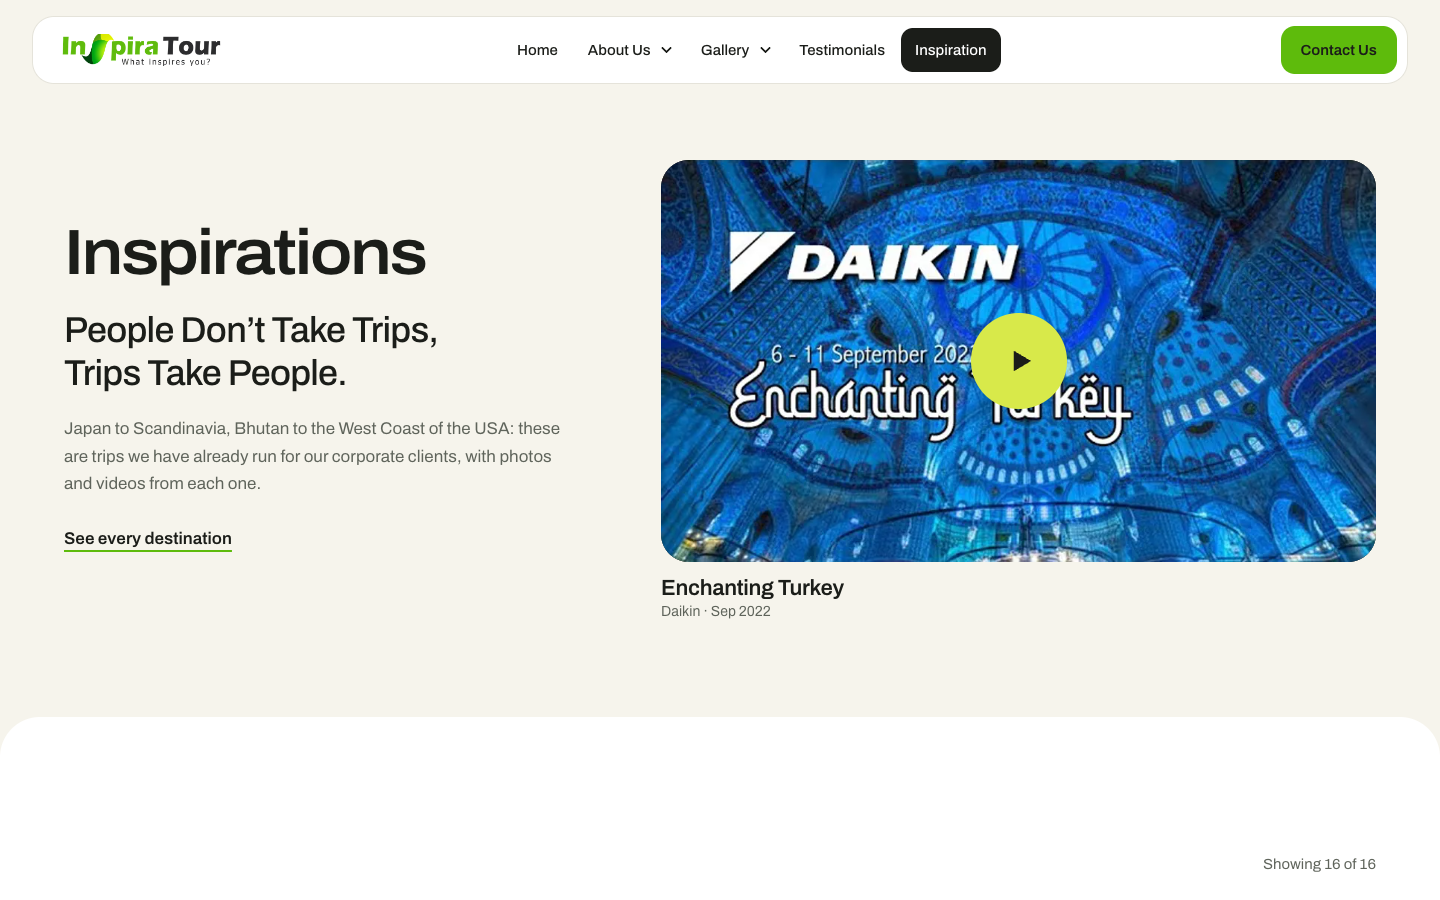 InSpira Tour
What inspires you?
Home
About Us
Gallery
Testimonials
Inspiration
Contact Us
Inspirations
People Don’t Take Trips,
Trips Take People.
Japan to Scandinavia, Bhutan to the West Coast of the USA: these
are trips we have already run for our corporate clients, with photos
and videos from each one.
See every destination
DAIKIN
6 - 11 September 202
Enchanting
Enchanting Turkey
Daikin · Sep 2022
Showing 16 of 16